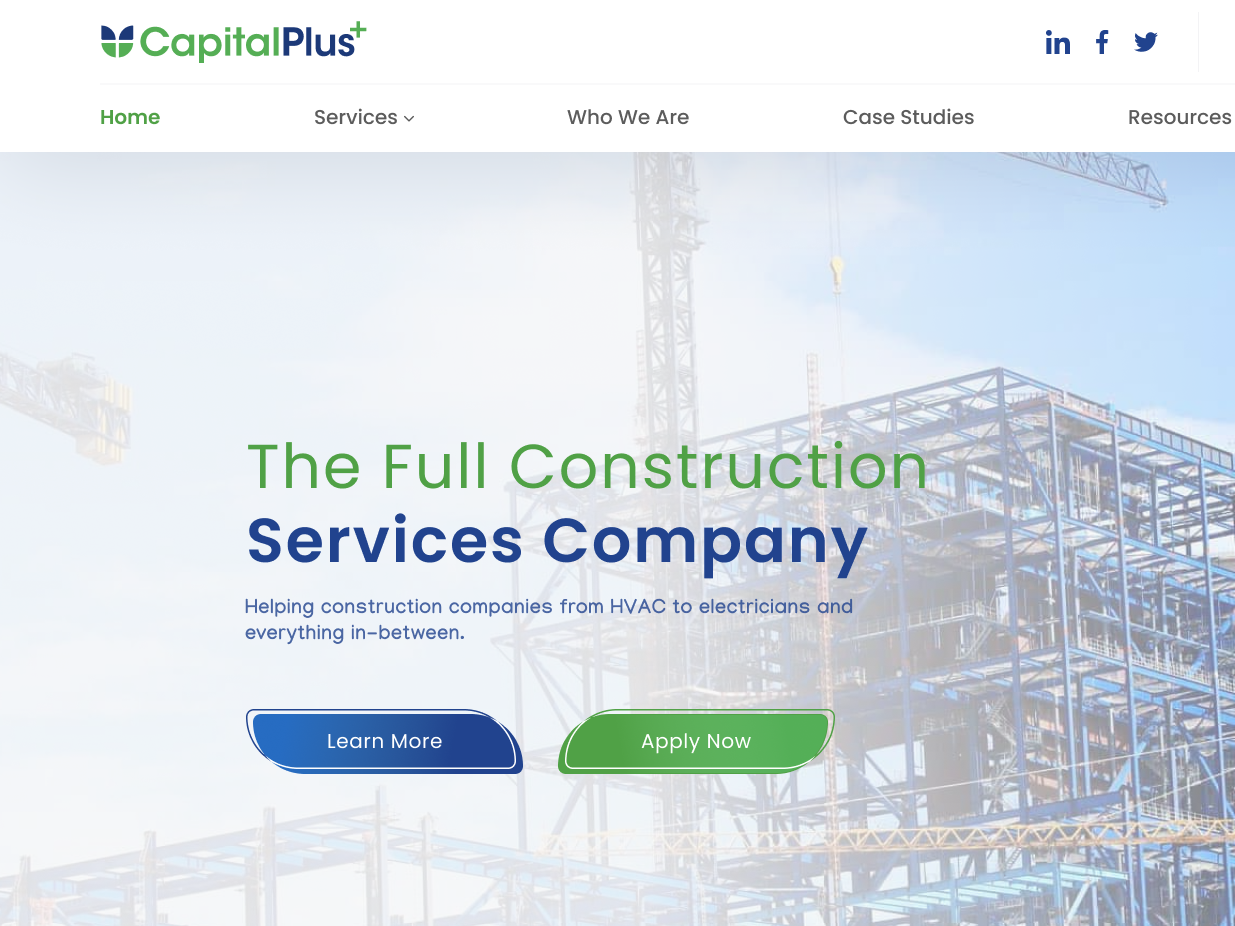 CapitalPlus+
Home
Services
Who We Are
Case Studies
Resources
The Full Construction
Services Company
Helping construction companies from HVAC to electricians and
everything in-between.
Learn More
Apply Now